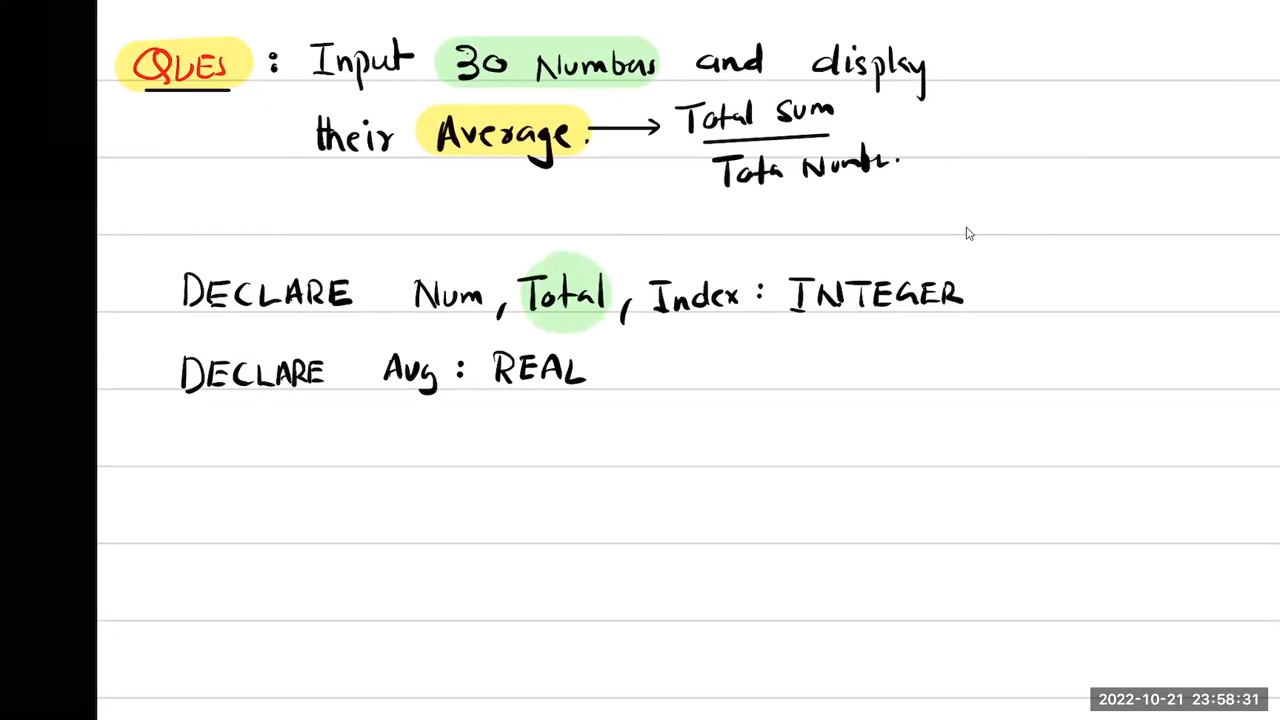 QUES : Input 30 Numbers and display
their Average. → Total Sum
Tota Numbr.
DECLARE Num, Total, Index : INTEGER
DECLARE Avg : REAL
2022-10-21 23:58:31